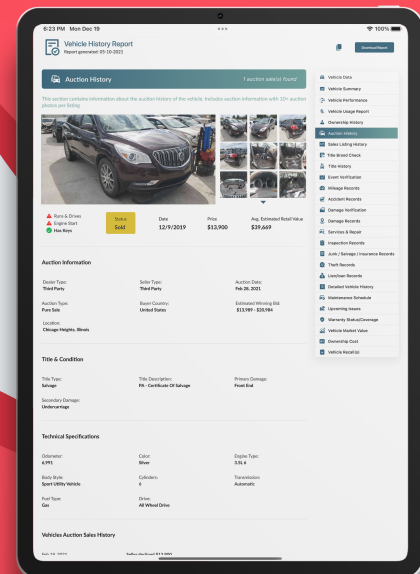 6:23 PM Mon Dec 19
100%
Vehicle History Report
Report generated: 05-10-2021
Download Report
Auction History
1 auction sale(s) found
This section contains information about the auction history of the vehicle. Includes auction information with 10+ auction
photos per listing
Runs & Drives
Engine Start
Has Keys
Status
Sold
Date
12/9/2019
Price
$13,900
Avg. Estimated Retail Value
$39,669
Auction Information
Dealer Type:
Third Party
Seller Type:
Third Party
Auction Date:
Feb 28, 2021
Auction Type:
Pure Sale
Buyer Country:
United States
Estimated Winning Bid:
$13,989 - $20,984
Location:
Chicago Heights, Illinois
Title & Condition
Title Type:
Salvage
Title Description:
PA - Certificate Of Salvage
Primary Damage:
Front End
Secondary Damage:
Undercarriage
Technical Specifications
Odometer:
6,991
Color:
Silver
Engine Type:
3.5L 6
Body Style:
Sport Utility Vehicle
Cylinders:
6
Transmission:
Automatic
Fuel Type:
Gas
Drive:
All Wheel Drive
Vehicles Auction Sales History
Vehicle Data
Vehicle Summary
Vehicle Performance
Vehicle Usage Report
Ownership History
Auction History
Sales Listing History
Title Brand Check
Title History
Event Verification
Mileage Records
Accident Records
Damage Verification
Damage Records
Services & Repair
Inspection Records
Junk / Salvage / Insurance Records
Theft Records
Lien/loan Records
Detailed Vehicle History
Maintenance Schedule
Upcoming Issues
Warranty Status/Coverage
Vehicle Market Value
Ownership Cost
Vehicle Recall(s)